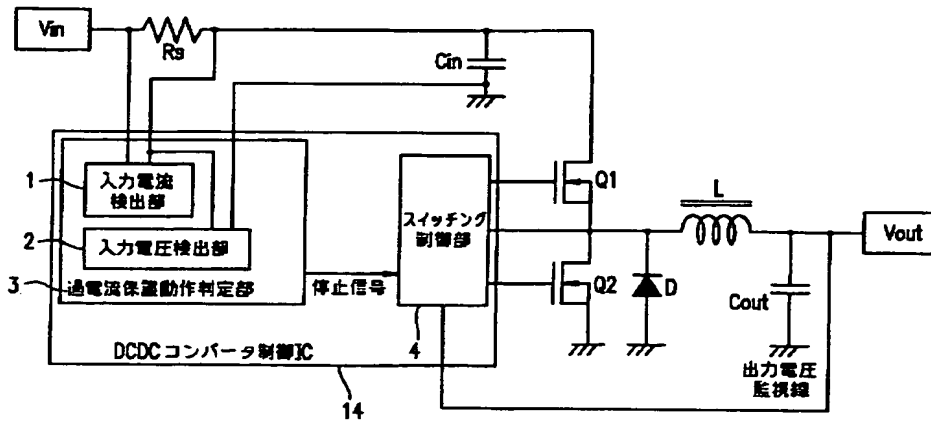 Vin
Rs
Cin
1
入力電流
検出部
2
入力電圧検出部
3
過電流保護動作判定部
停止信号
スイッチング
制御部
4
Q1
Q2
D
L
Vout
Cout
出力電圧
監視線
DCDCコンバータ制御IC
14